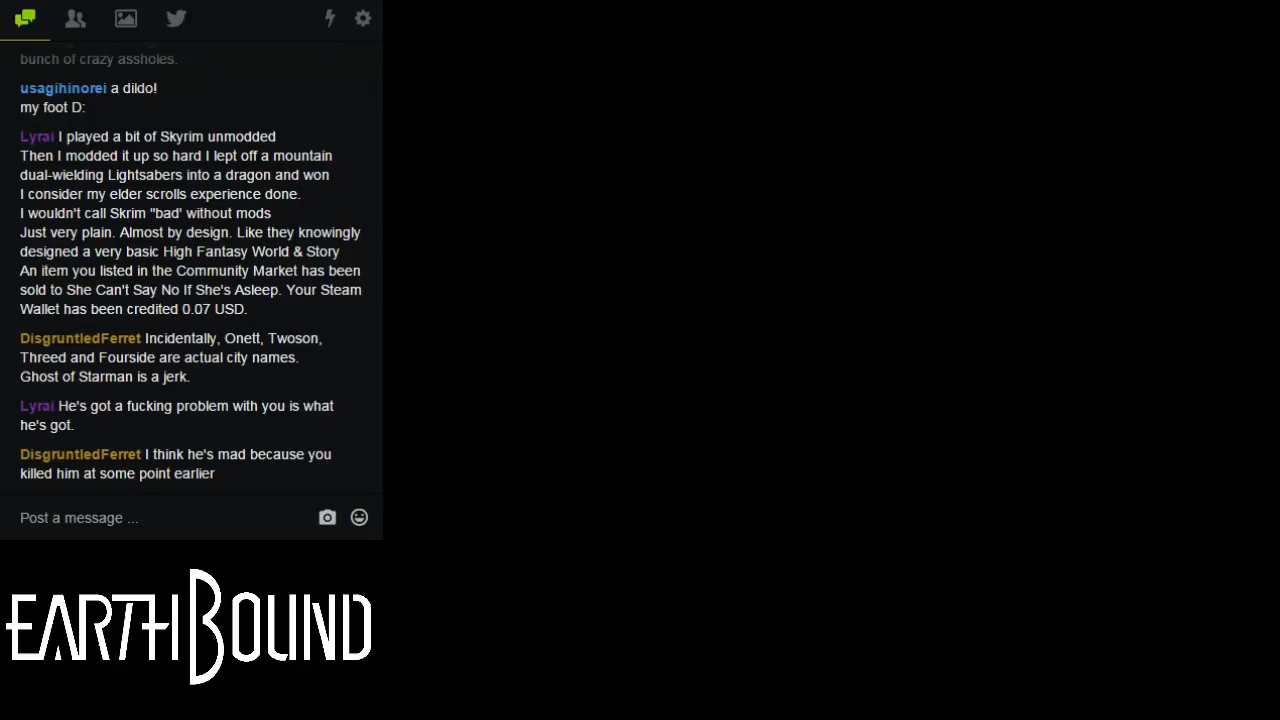 bunch of crazy assholes.
usagihinorei a dildo!
my foot D:
Lyrai I played a bit of Skyrim unmodded
Then I modded it up so hard I lept off a mountain
dual-wielding Lightsabers into a dragon and won
I consider my elder scrolls experience done.
I wouldn't call Skrim "bad' without mods
Just very plain. Almost by design. Like they knowingly
designed a very basic High Fantasy World & Story
An item you listed in the Community Market has been
sold to She Can't Say No If She's Asleep. Your Steam
Wallet has been credited 0.07 USD.
DisgruntledFerret Incidentally, Onett, Twoson,
Threed and Fourside are actual city names.
Ghost of Starman is a jerk.
Lyrai He's got a fucking problem with you is what
he's got.
DisgruntledFerret I think he's mad because you
killed him at some point earlier
Post a message ...
EARTHBOUND